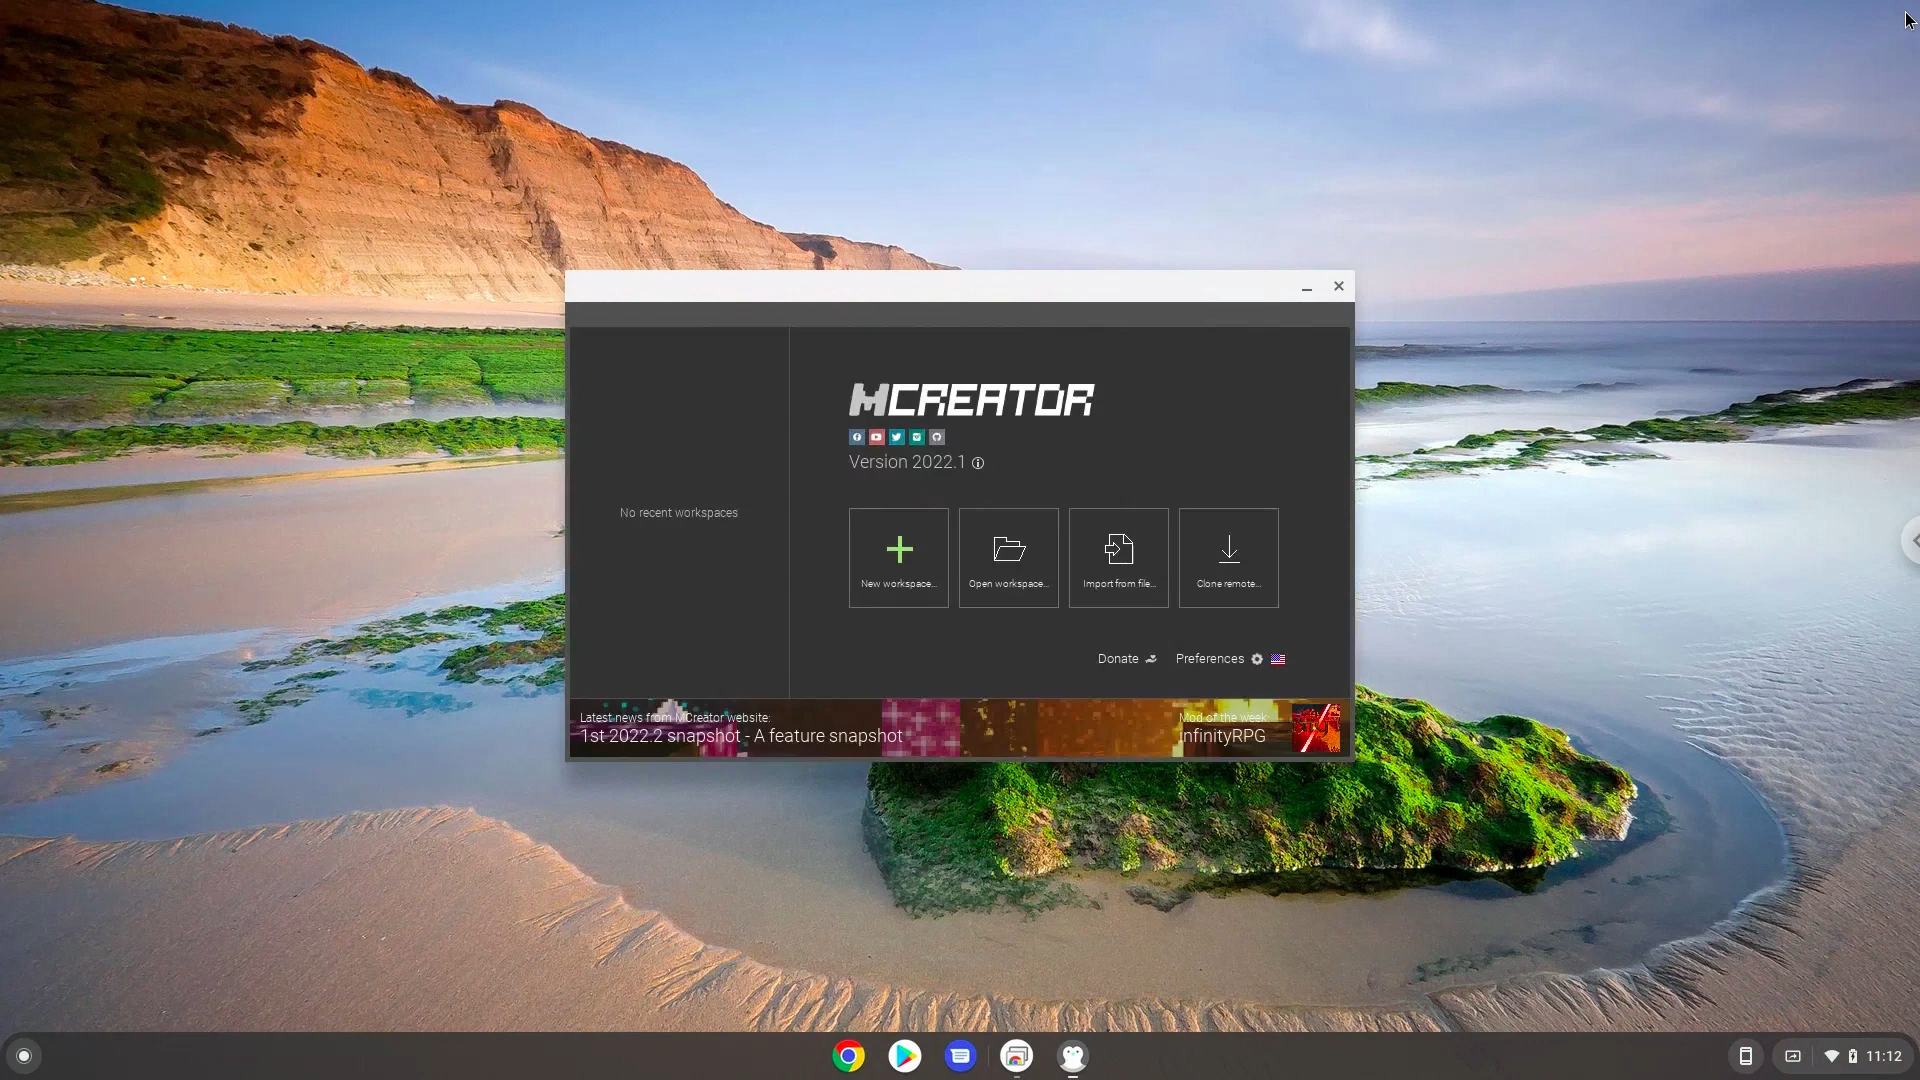 MCREATOR
Version 2022.1
No recent workspaces
New workspace...
Open workspace...
Import from file...
Clone remote...
Donate
Preferences
Latest news from MCreator website:
1st 2022.2 snapshot - A feature snapshot
Mod of the week:
infinityRPG
11:12